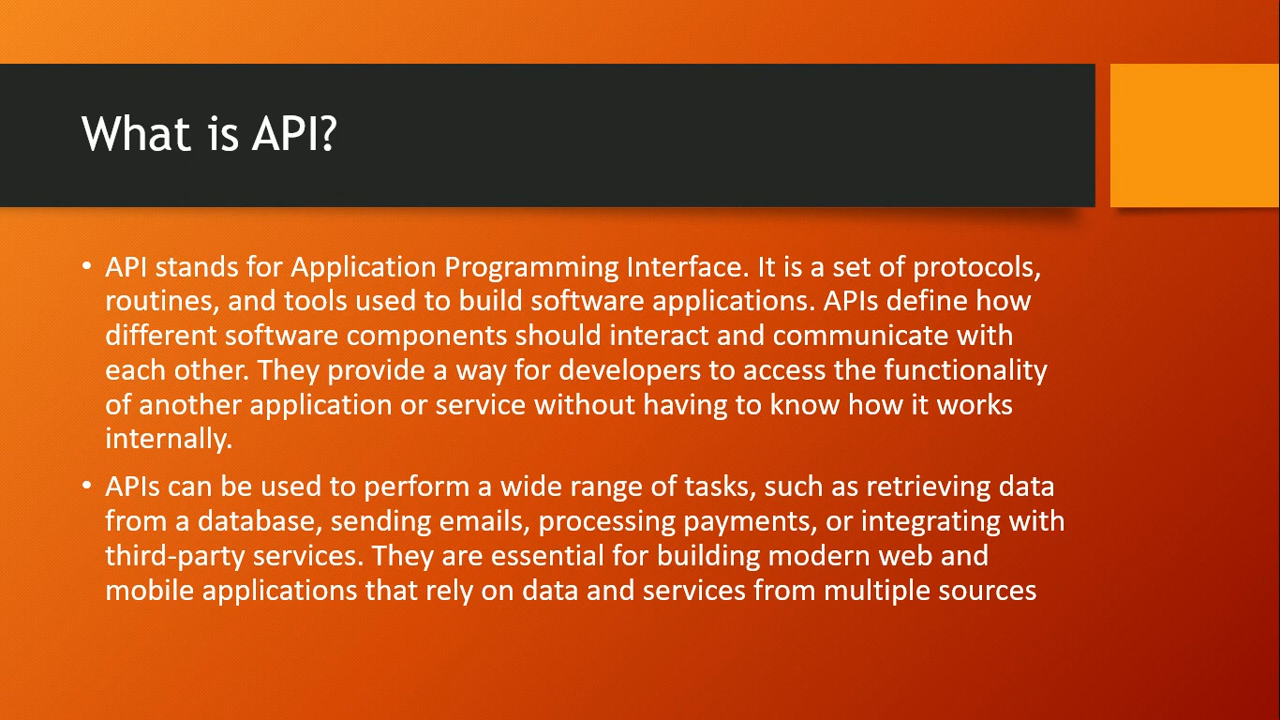 What is API?
• API stands for Application Programming Interface. It is a set of protocols,
routines, and tools used to build software applications. APIs define how
different software components should interact and communicate with
each other. They provide a way for developers to access the functionality
of another application or service without having to know how it works
internally.
• APIs can be used to perform a wide range of tasks, such as retrieving data
from a database, sending emails, processing payments, or integrating with
third-party services. They are essential for building modern web and
mobile applications that rely on data and services from multiple sources